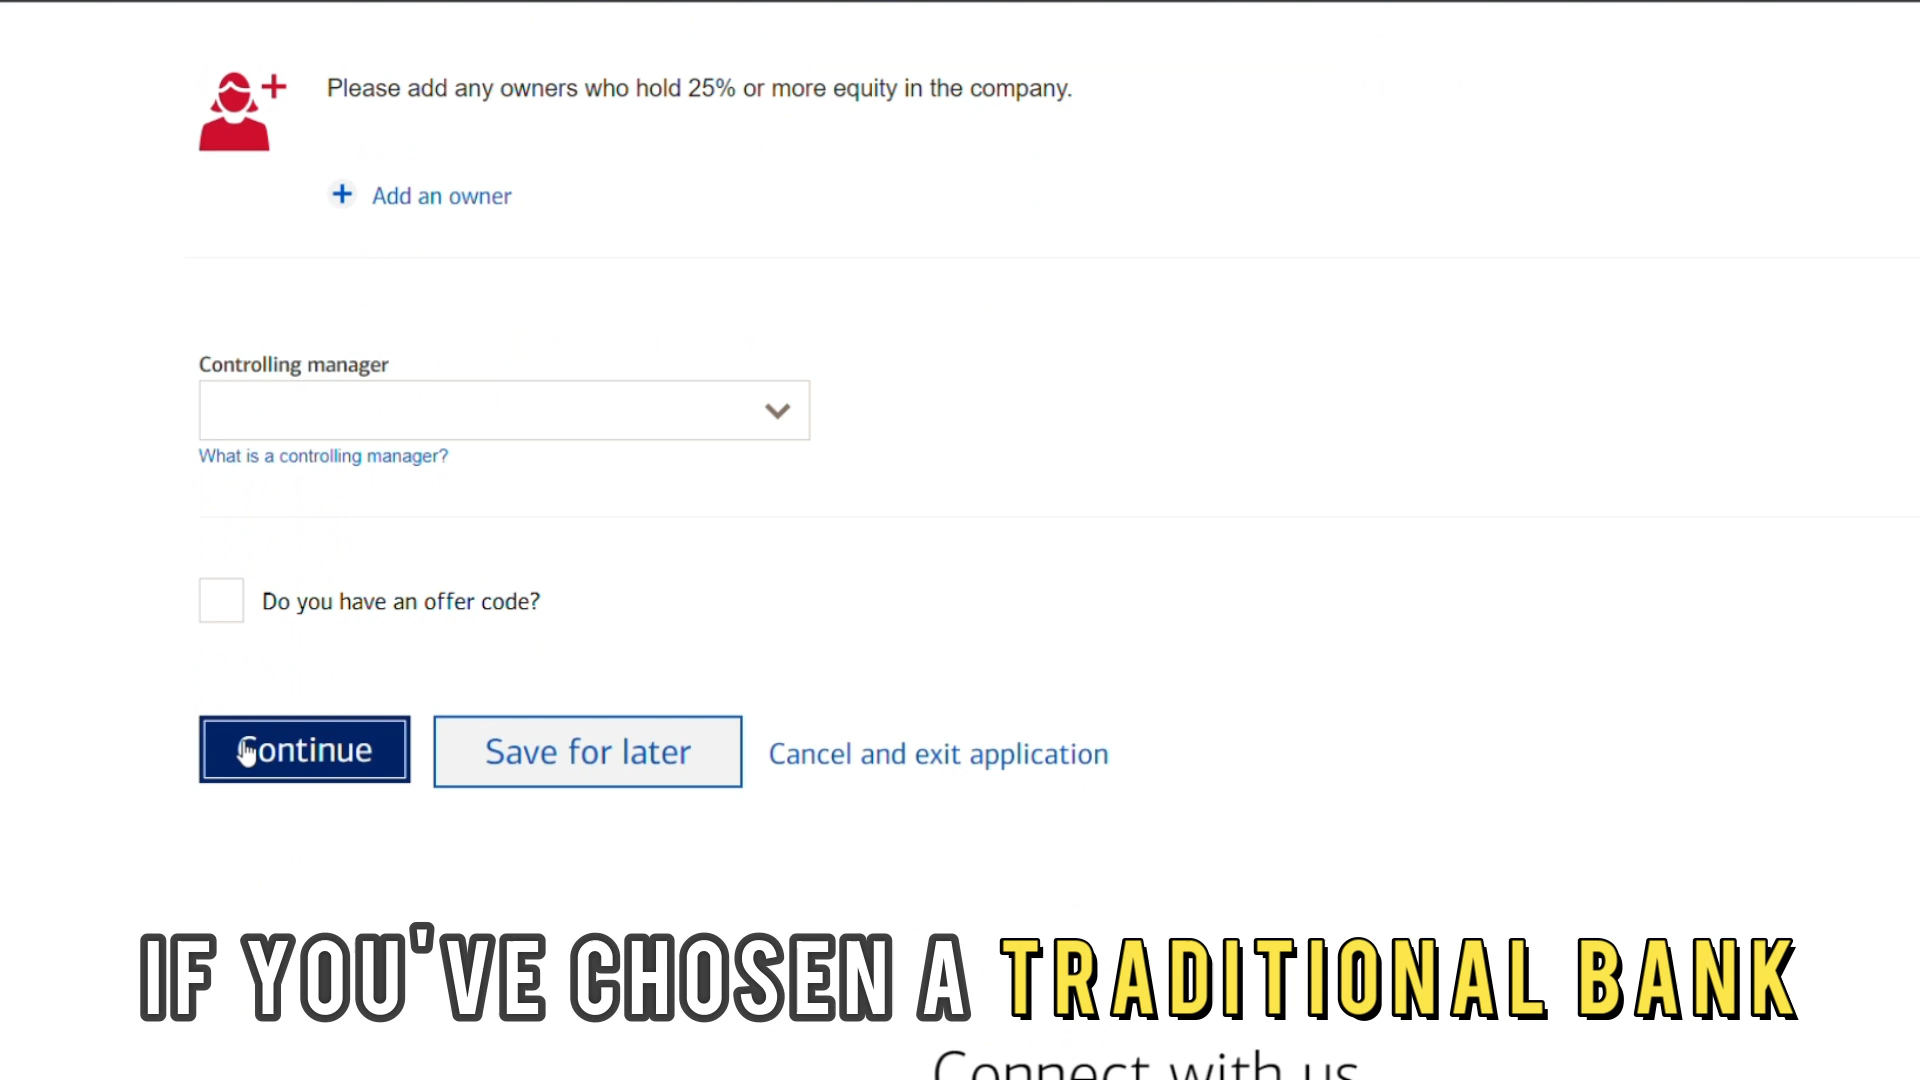 Please add any owners who hold 25% or more equity in the company.
Add an owner
Controlling manager
What is a controlling manager?
Do you have an offer code?
Continue Save for later Cancel and exit application
IF YOU'VE CHOSEN A TRADITIONAL BANK
Connect with us